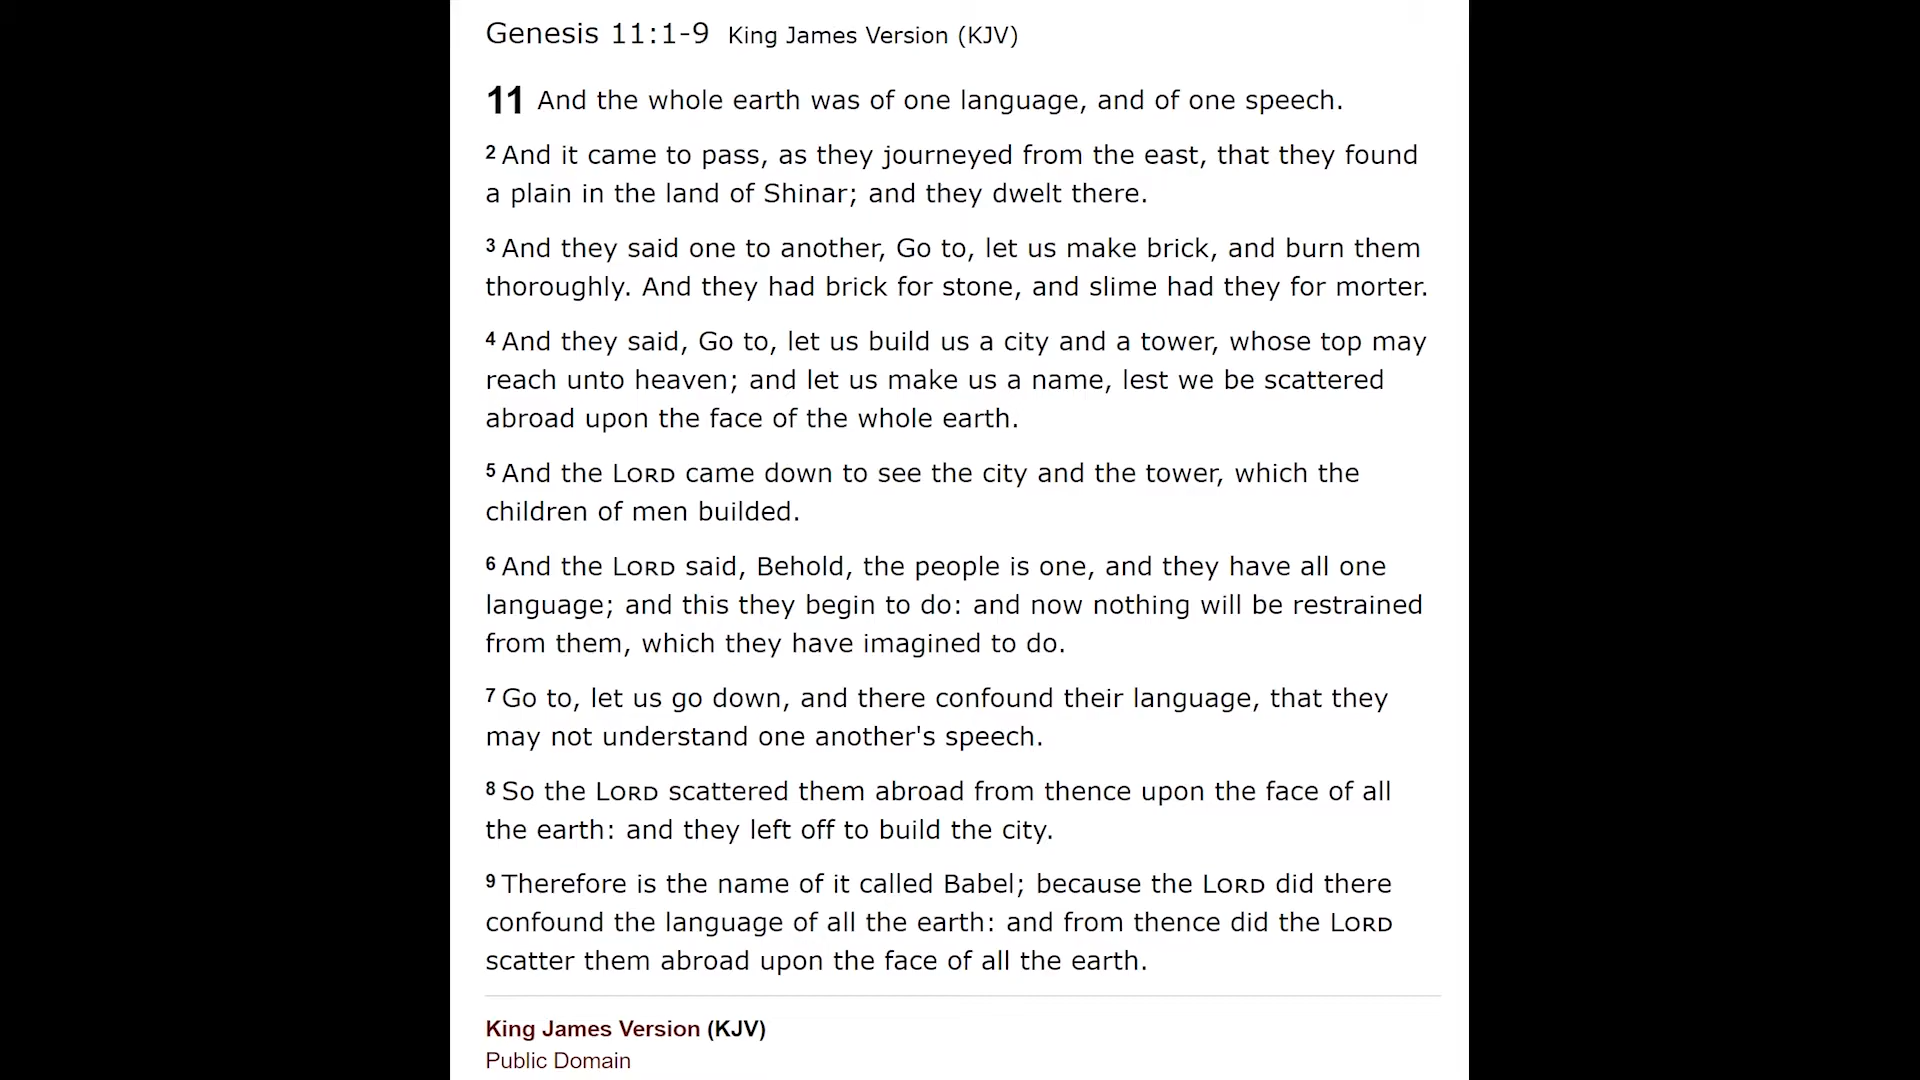 Genesis 11:1-9 King James Version (KJV)
11 And the whole earth was of one language, and of one speech.
2 And it came to pass, as they journeyed from the east, that they found
a plain in the land of Shinar; and they dwelt there.
3 And they said one to another, Go to, let us make brick, and burn them
thoroughly. And they had brick for stone, and slime had they for morter.
4 And they said, Go to, let us build us a city and a tower, whose top may
reach unto heaven; and let us make us a name, lest we be scattered
abroad upon the face of the whole earth.
5 And the LORD came down to see the city and the tower, which the
children of men builded.
6 And the LORD said, Behold, the people is one, and they have all one
language; and this they begin to do: and now nothing will be restrained
from them, which they have imagined to do.
7 Go to, let us go down, and there confound their language, that they
may not understand one another's speech.
8 So the LORD scattered them abroad from thence upon the face of all
the earth: and they left off to build the city.
9 Therefore is the name of it called Babel; because the LORD did there
confound the language of all the earth: and from thence did the LORD
scatter them abroad upon the face of all the earth.
King James Version (KJV)
Public Domain